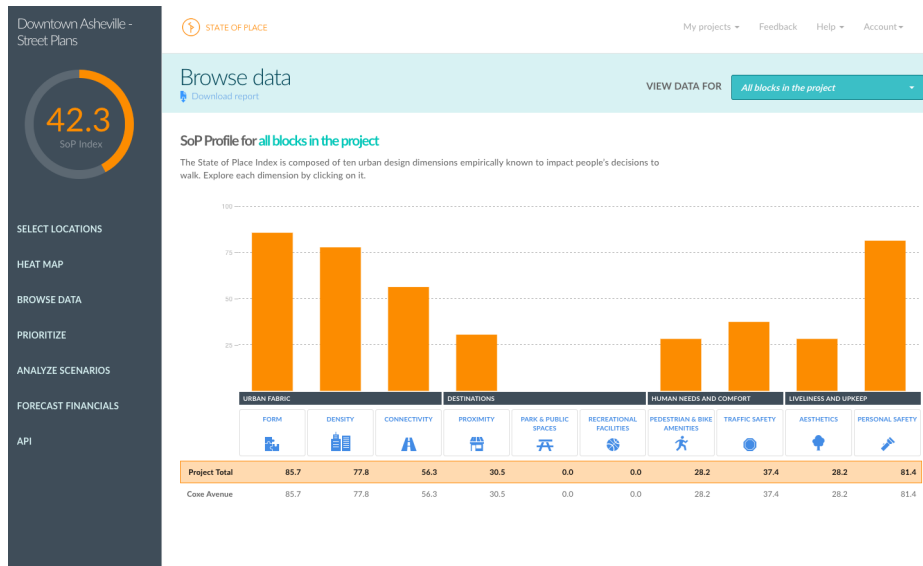 Downtown Asheville -
Street Plans
42.3
SoP Index
SELECT LOCATIONS
HEAT MAP
BROWSE DATA
PRIORITIZE
ANALYZE SCENARIOS
FORECAST FINANCIALS
API
STATE OF PLACE
My projects Feedback Help Account
Browse data
Download report
VIEW DATA FOR All blocks in the project
SoP Profile for all blocks in the project
The State of Place Index is composed of ten urban design dimensions empirically known to impact people's decisions to
walk. Explore each dimension by clicking on it.
100
75
50
25
URBAN FABRIC DESTINATIONS HUMAN NEEDS AND COMFORT LIVELINESS AND UPKEEP
FORM DENSITY CONNECTIVITY PROXIMITY PARK & PUBLIC SPACES RECREATIONAL FACILITIES PEDESTRIAN & BIKE AMENITIES TRAFFIC SAFETY AESTHETICS PERSONAL SAFETY
Project Total 85.7 77.8 56.3 30.5 0.0 0.0 28.2 37.4 28.2 81.4
Coxe Avenue 85.7 77.8 56.3 30.5 0.0 0.0 28.2 37.4 28.2 81.4